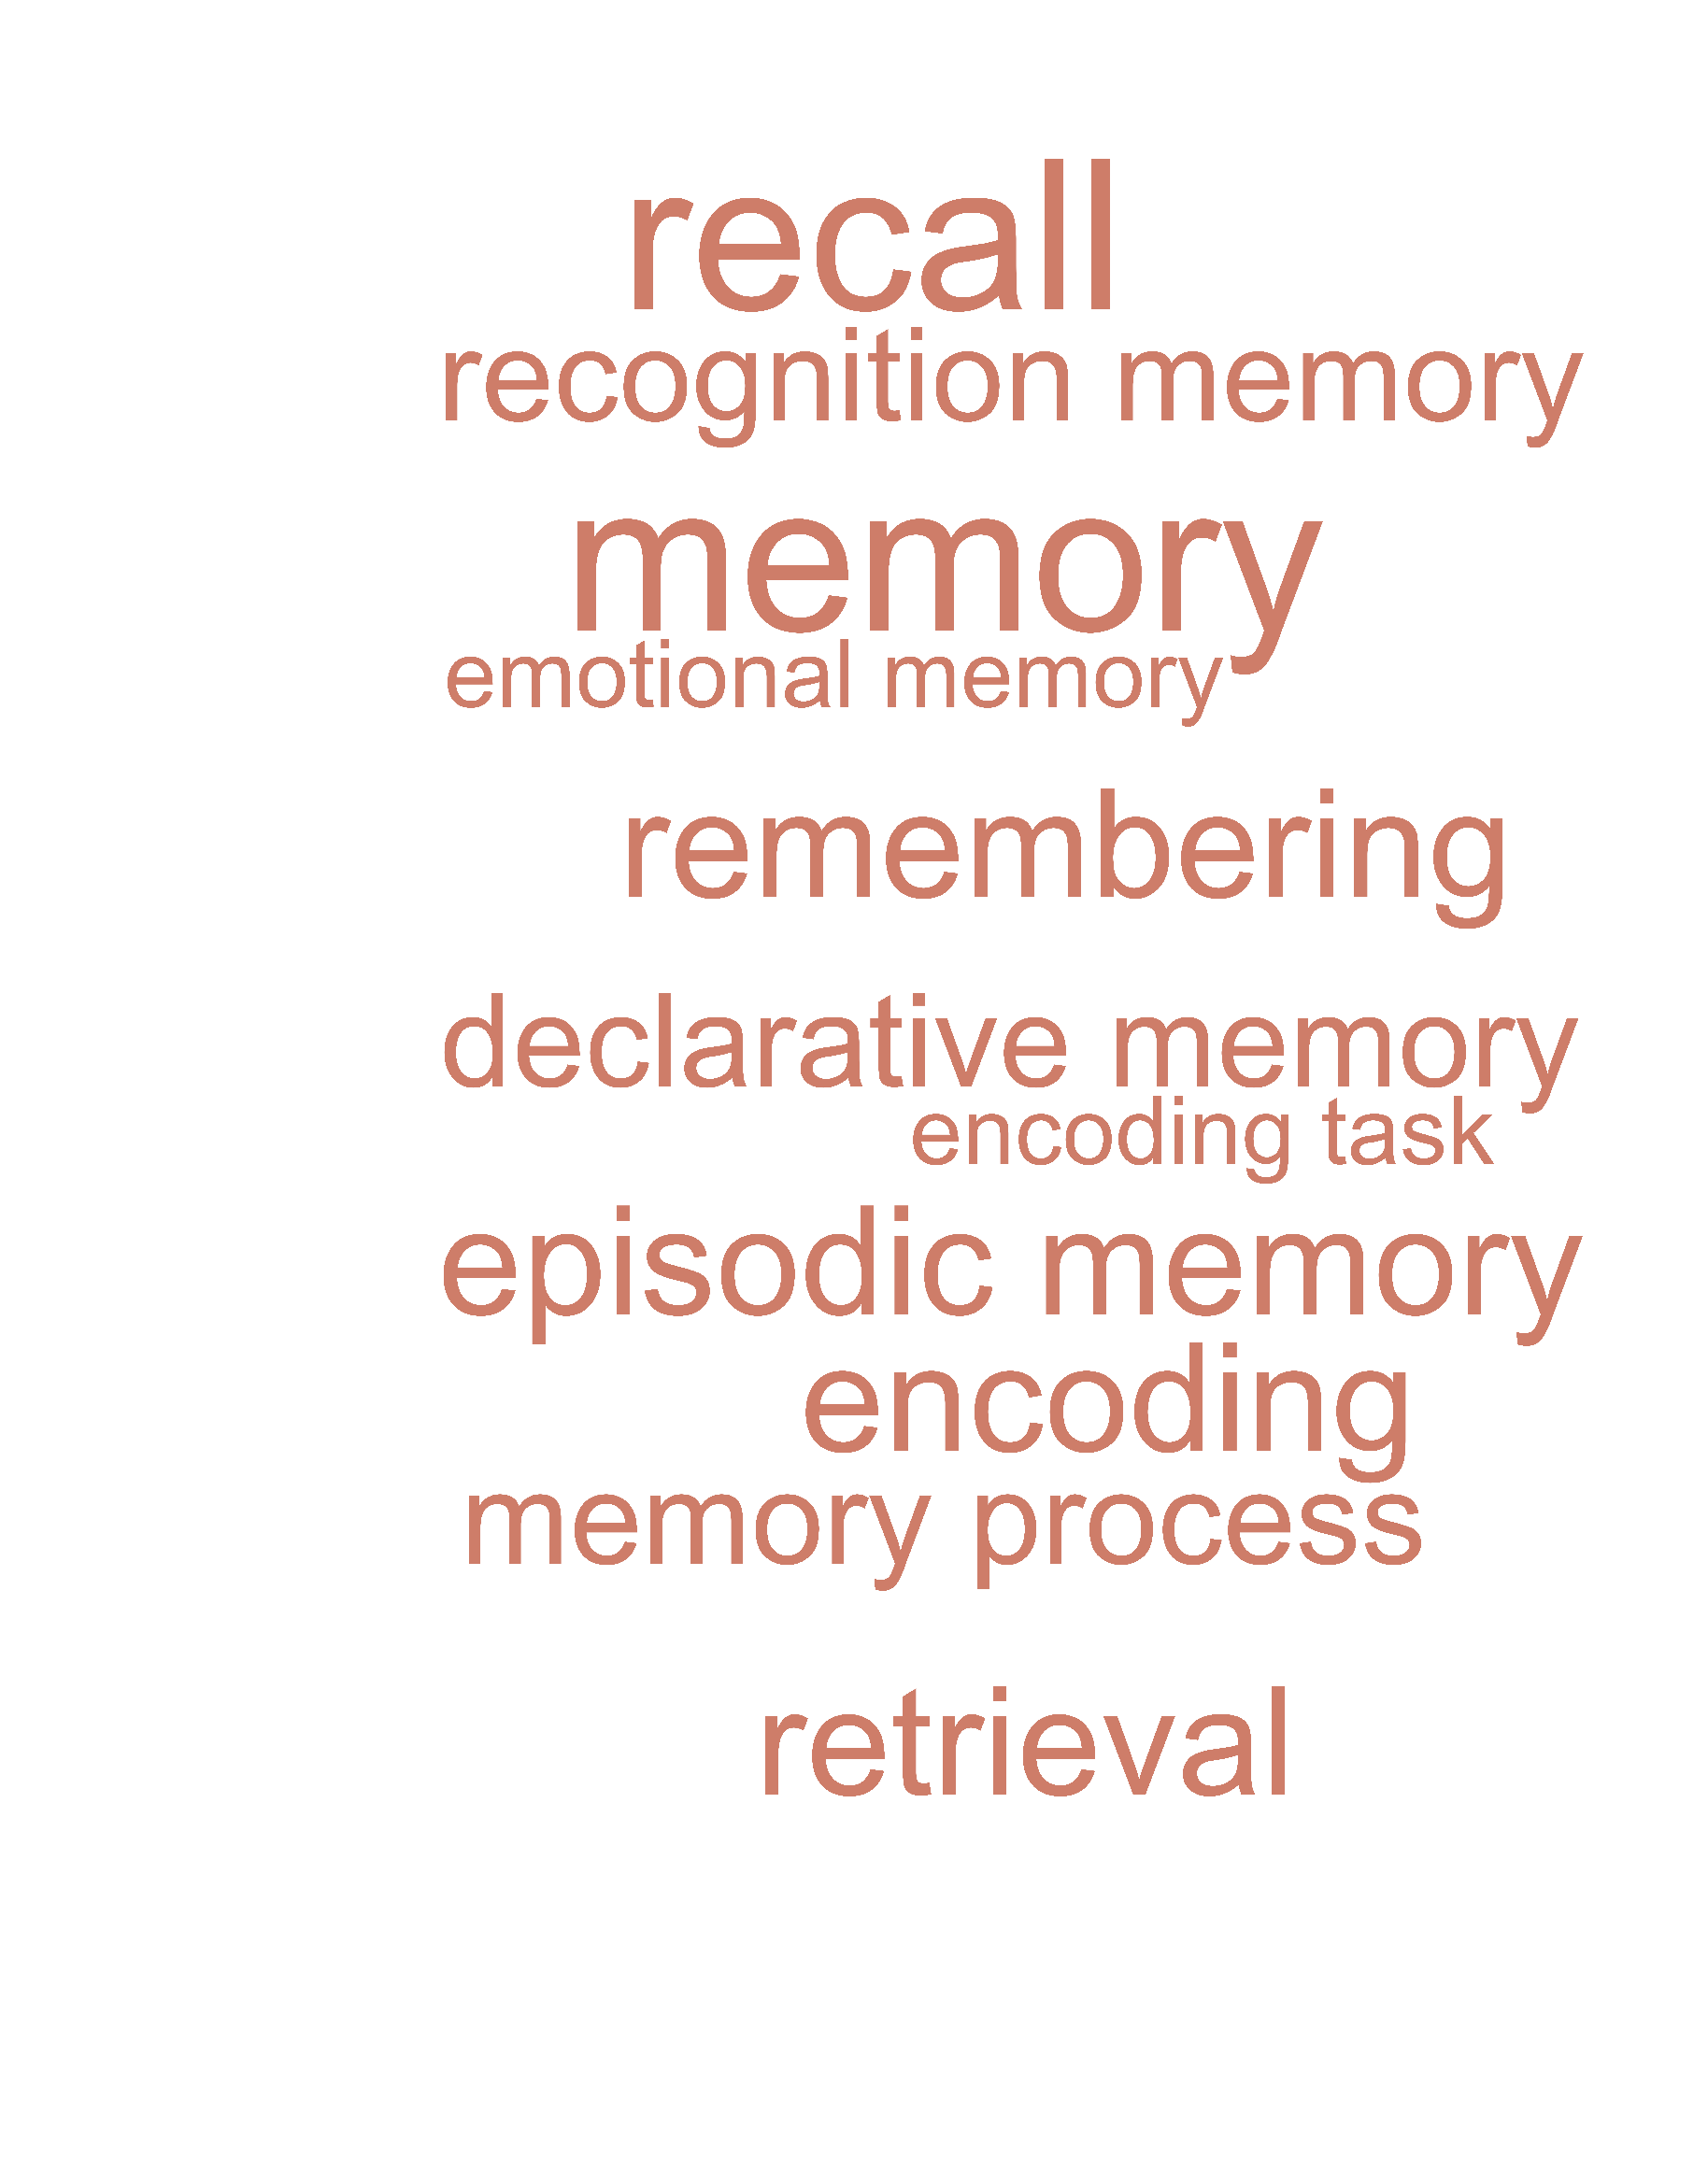 recall
recognition memory
memory
emotional memory
remembering
declarative memory
encoding task
episodic memory
encoding
memory process
retrieval